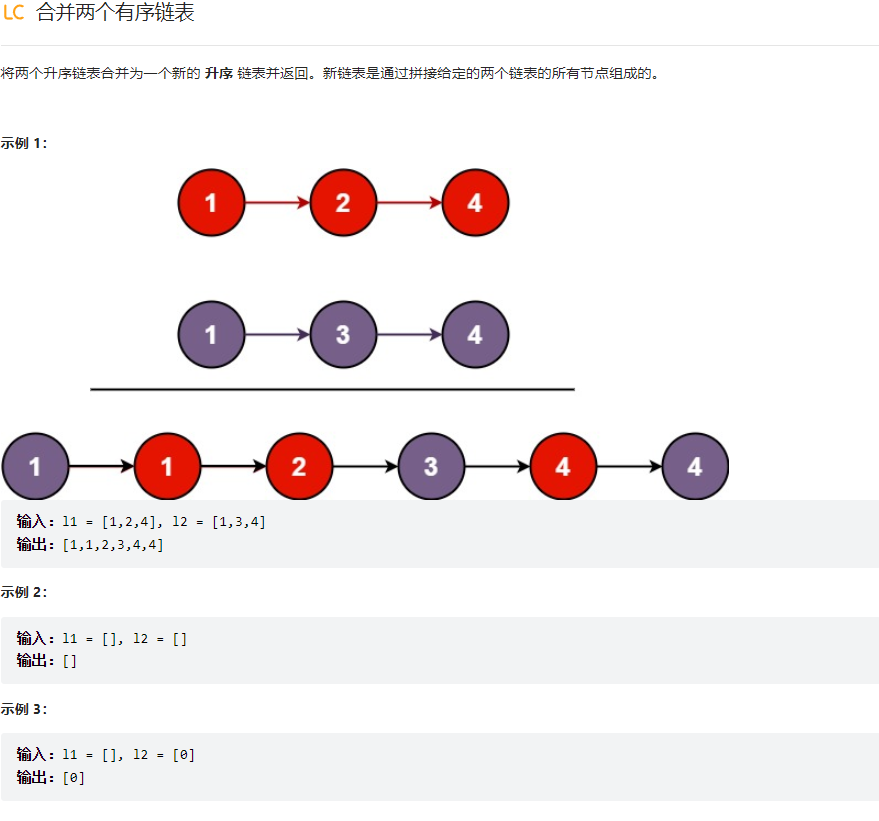 LC 合并两个有序链表
将两个升序链表合并为一个新的 升序 链表并返回。新链表是通过拼接给定的两个链表的所有节点组成的。
示例 1：
1 2 4
1 3 4
1 1 2 3 4 4
输入：l1 = [1,2,4], l2 = [1,3,4]
输出：[1,1,2,3,4,4]
示例 2：
输入：l1 = [], l2 = []
输出：[]
示例 3：
输入：l1 = [], l2 = [0]
输出：[0]